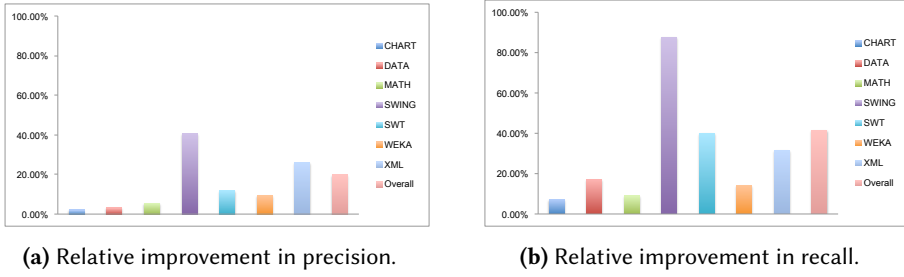 100.00%
80.00%
60.00%
40.00%
20.00%
0.00%
CHART
DATA
MATH
SWING
SWT
WEKA
XML
Overall
(a) Relative improvement in precision.
100.00%
80.00%
60.00%
40.00%
20.00%
0.00%
CHART
DATA
MATH
SWING
SWT
WEKA
XML
Overall
(b) Relative improvement in recall.